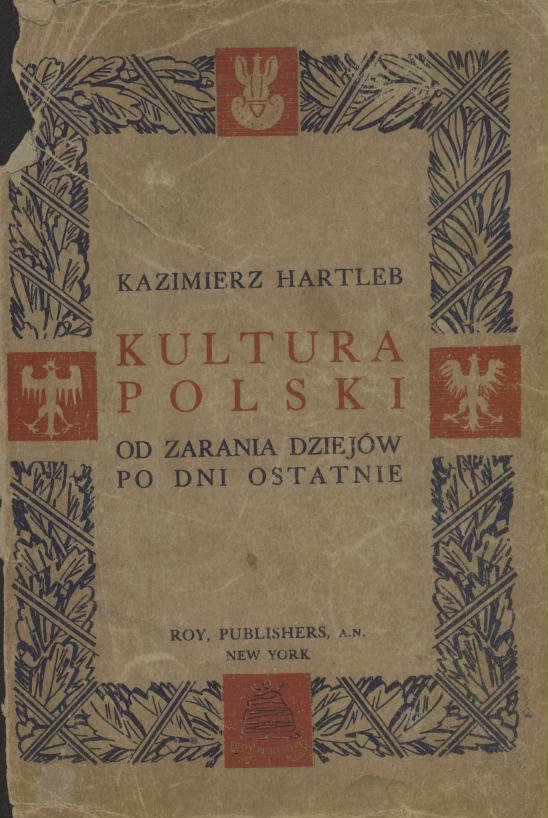 KAZIMIERZ HARTLEB
KULTURA
POLSKI
OD ZARANIA DZIEJÓW
PO DNI OSTATNIE
ROY, PUBLISHERS, A.N.
NEW YORK